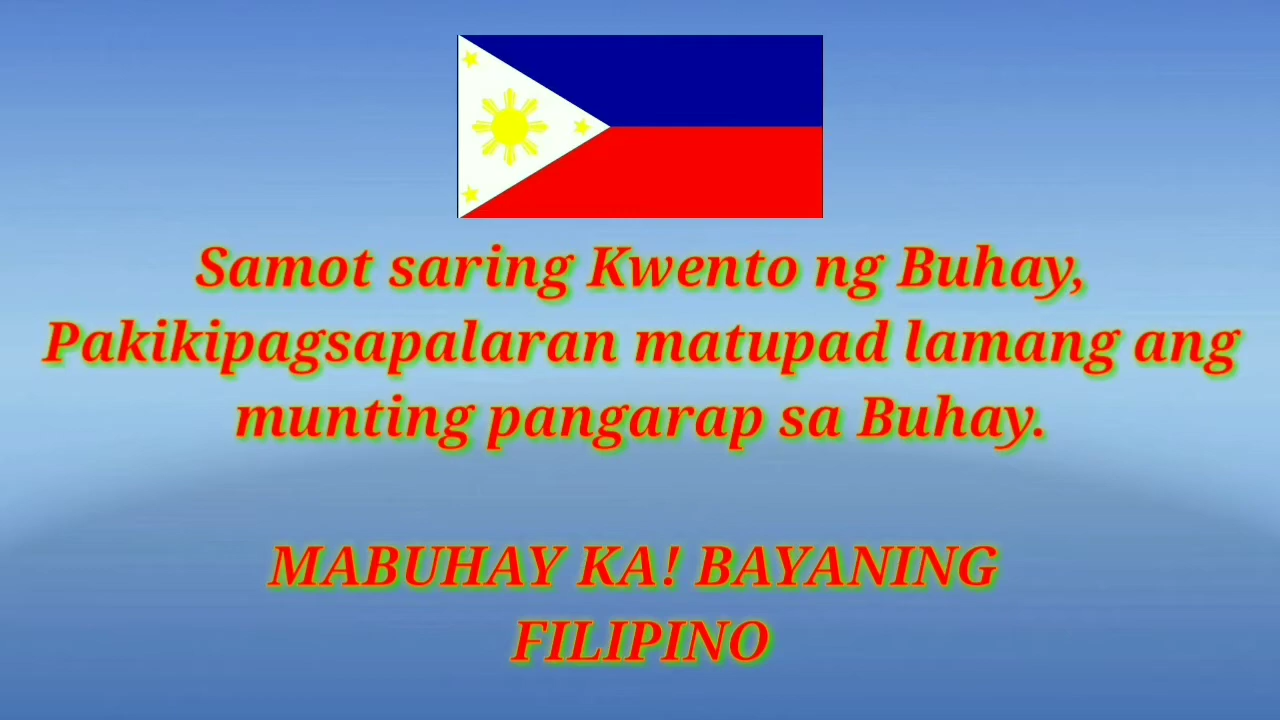 Samot saring Kwento ng Buhay,
Pakikipagsapalaran matupad lamang ang
munting pangarap sa Buhay.
MABUHAY KA! BAYANING
FILIPINO